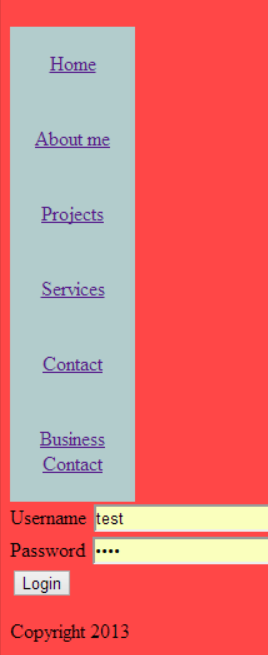 Home
About me
Projects
Services
Contact
Business
Contact
Username test
Password ••••
Login
Copyright 2013